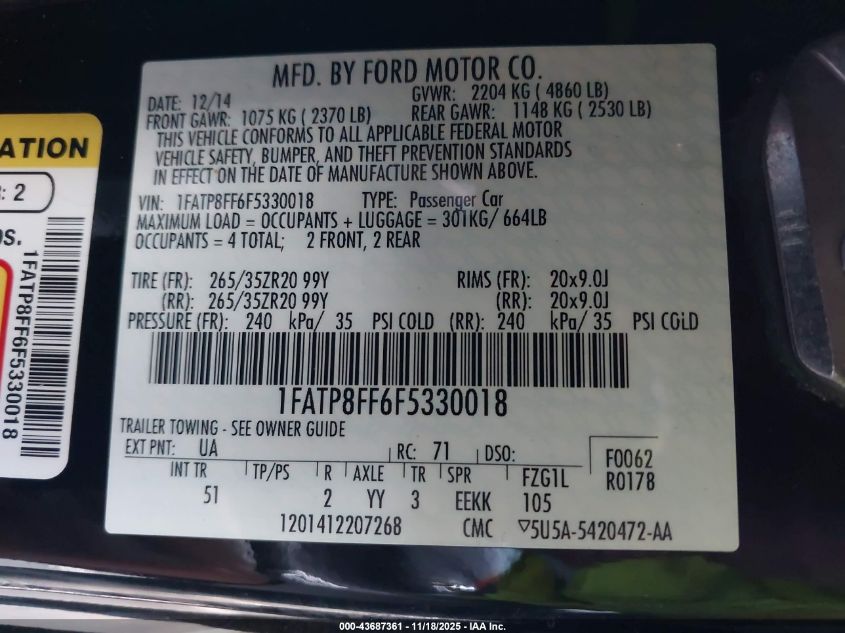 MFD. BY FORD MOTOR CO.
DATE: 12/14 GVWR: 2204 KG ( 4860 LB)
FRONT GAWR: 1075 KG ( 2370 LB) REAR GAWR: 1148 KG ( 2530 LB)
THIS VEHICLE CONFORMS TO ALL APPLICABLE FEDERAL MOTOR
VEHICLE SAFETY, BUMPER, AND THEFT PREVENTION STANDARDS
IN EFFECT ON THE DATE OF MANUFACTURE SHOWN ABOVE.
VIN: 1FATP8FF6F5330018 TYPE: Passenger Car
MAXIMUM LOAD = OCCUPANTS + LUGGAGE = 301KG/ 664LB
OCCUPANTS = 4 TOTAL; 2 FRONT, 2 REAR
TIRE (FR): 265/35ZR20 99Y RIMS (FR): 20x9.0J
(RR): 265/35ZR20 99Y (RR): 20x9.0J
PRESSURE (FR): 240 kPa/ 35 PSI COLD (RR): 240 kPa/ 35 PSI COLD
1FATP8FF6F5330018
TRAILER TOWING - SEE OWNER GUIDE
EXT PNT: UA RC: 71 DSO: F0062
INT TR TP/PS R AXLE TR SPR FZG1L R0178
51 2 YY 3 EEKK 105
1201412207268 CMC ▽5U5A-5420472-AA
ATION
: 2
OS.
1FATP8FF6F5330018
000-43687361 - 11/18/2025 - IAA Inc.